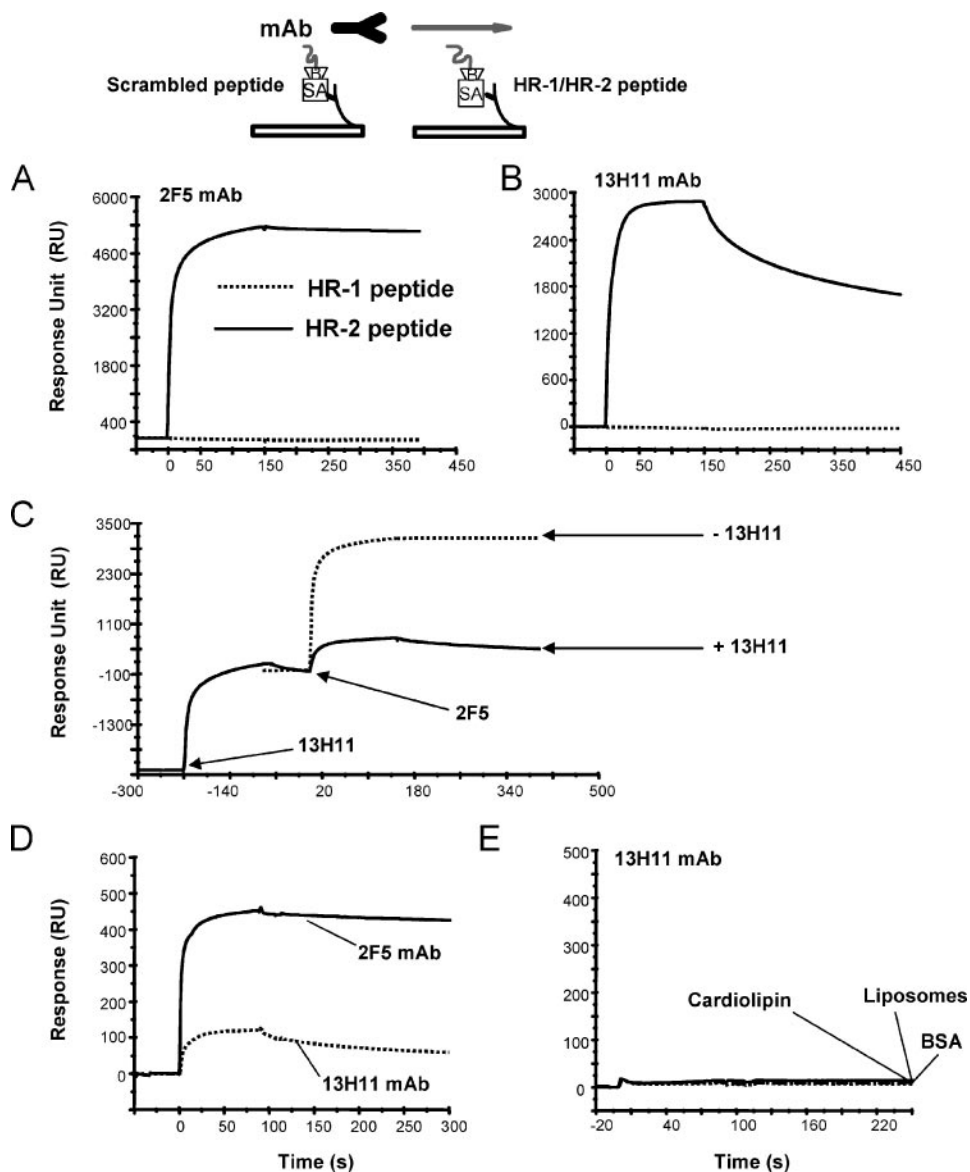 mAb
Scrambled peptide
B
SA
B
SA
HR-1/HR-2 peptide
A
2F5 mAb
Response Unit (RU)
6000
4600
3200
1800
400
HR-1 peptide
HR-2 peptide
0 50 150 250 350 450
B
13H11 mAb
3000
2400
1800
1200
600
0
0 50 150 250 350 450
C
Response Unit (RU)
3500
2300
1100
-100
-1300
- 13H11
+ 13H11
2F5
13H11
-300 -140 20 180 340 500
D
Response (RU)
600
500
400
300
200
100
0
2F5 mAb
13H11 mAb
0 50 100 150 200 250 300
Time (s)
E
13H11 mAb
500
400
300
200
100
0
Cardiolipin
Liposomes
BSA
-20 40 100 160 220
Time (s)